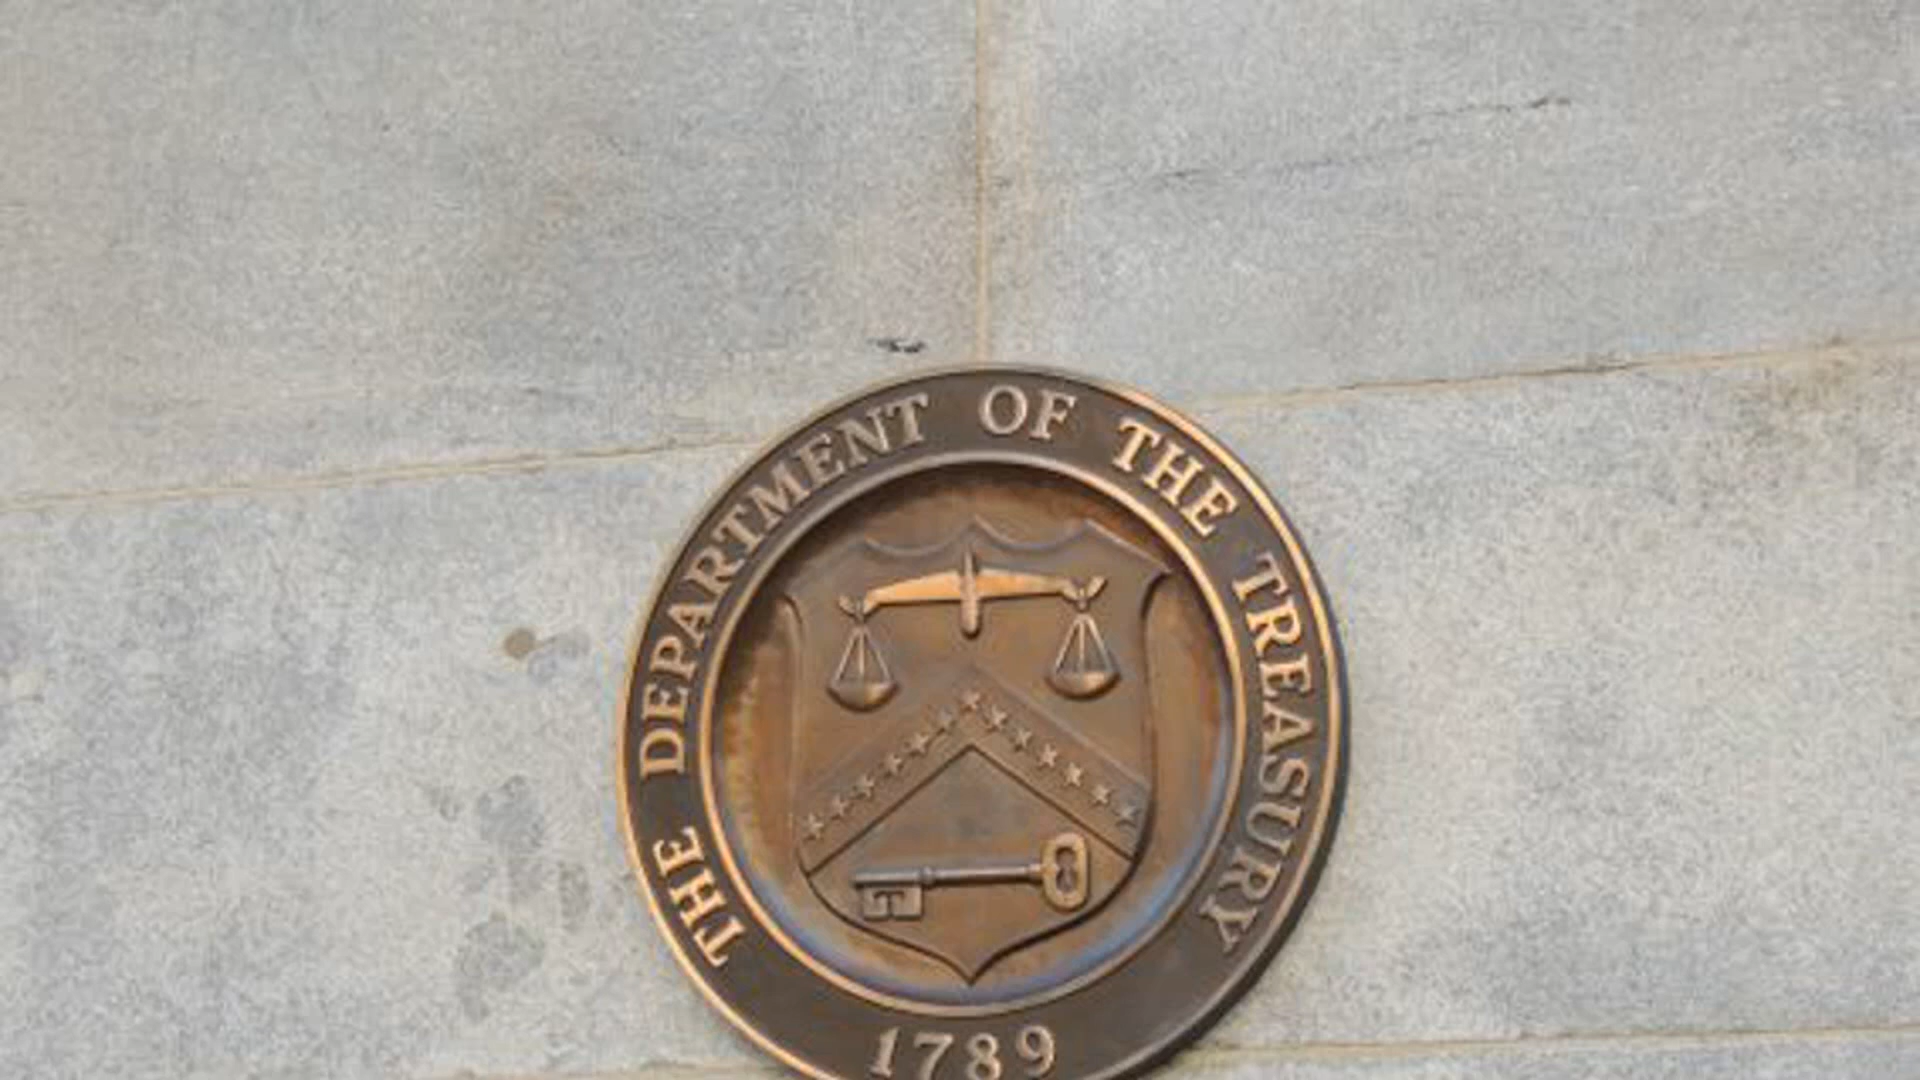 THE DEPARTMENT OF THE TREASURY
1789